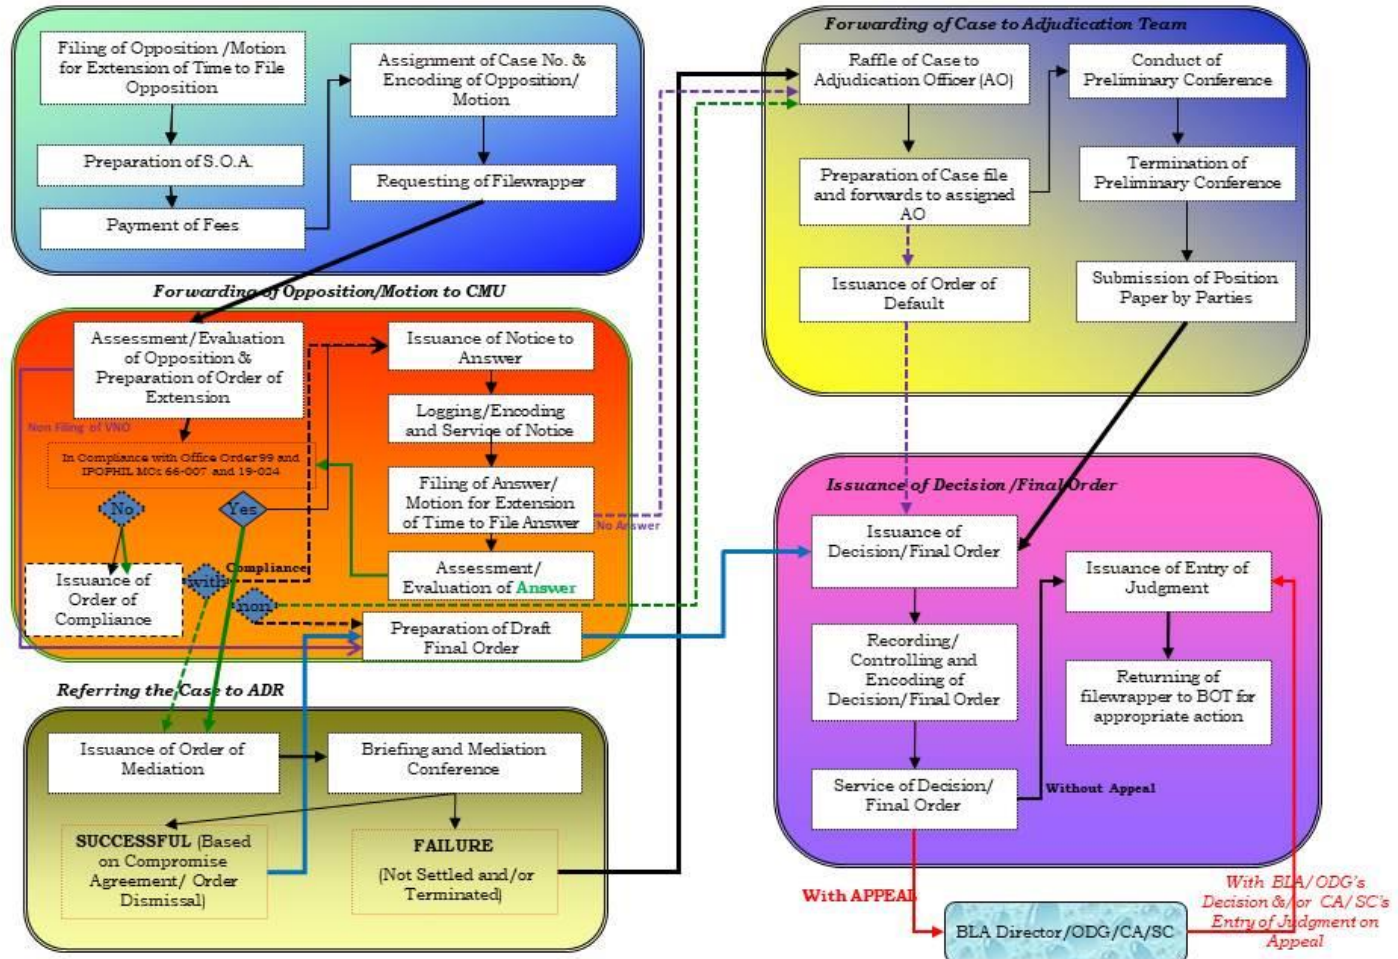 Filing of Opposition /Motion
for Extension of Time to File
Opposition
Preparation of S.O.A.
Payment of Fees
Assignment of Case No. &
Encoding of Opposition/
Motion
Requesting of Filewrapper
Forwarding of Opposition/Motion to CMU
Assessment/Evaluation
of Opposition &
Preparation of Order of
Extension
Non Filing of VNO
In Compliance with Office Order 99 and
IPOPHIL MCs 66-007 and 19-024
No
Yes
Issuance of
Order of
Compliance
with
Compliance
non
Issuance of Notice to
Answer
Logging/Encoding
and Service of Notice
Filing of Answer/
Motion for Extension
of Time to File Answer
No Answer
Assessment/
Evaluation of Answer
Preparation of Draft
Final Order
Referring the Case to ADR
Issuance of Order of
Mediation
Briefing and Mediation
Conference
SUCCESSFUL (Based
on Compromise
Agreement/ Order
Dismissal)
FAILURE
(Not Settled and/or
Terminated)
Forwarding of Case to Adjudication Team
Raffle of Case to
Adjudication Officer (AO)
Preparation of Case file
and forwards to assigned
AO
Issuance of Order of
Default
Conduct of
Preliminary Conference
Termination of
Preliminary Conference
Submission of Position
Paper by Parties
Issuance of Decision /Final Order
Issuance of
Decision/Final Order
Recording/
Controlling and
Encoding of
Decision/Final Order
Service of Decision/
Final Order
Without Appeal
Issuance of Entry of
Judgment
Returning of
filewrapper to BOT for
appropriate action
With APPEAL
BLA Director/ODG/CA/SC
With BLA/ODG's
Decision &/or CA/SC's
Entry of Judgment on
Appeal